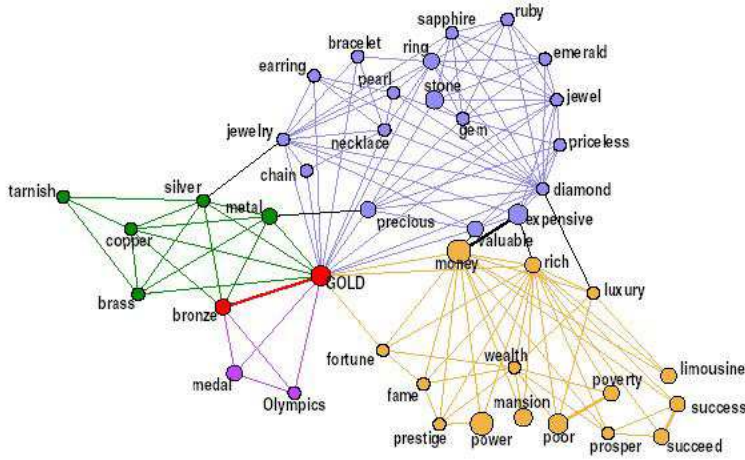 ruby
sapphire
ring
bracelet
emerald
earring
pearl
stone
jewel
gem
jewelry
necklace
priceless
chain
silver
tarnish
metal
diamond
precious
expensive
copper
valuable
money
rich
GOLD
brass
bronze
luxury
fortune
wealth
limousine
medal
fame
poverty
Olympics
mansion
success
prestige
power
poor
prosper
succeed